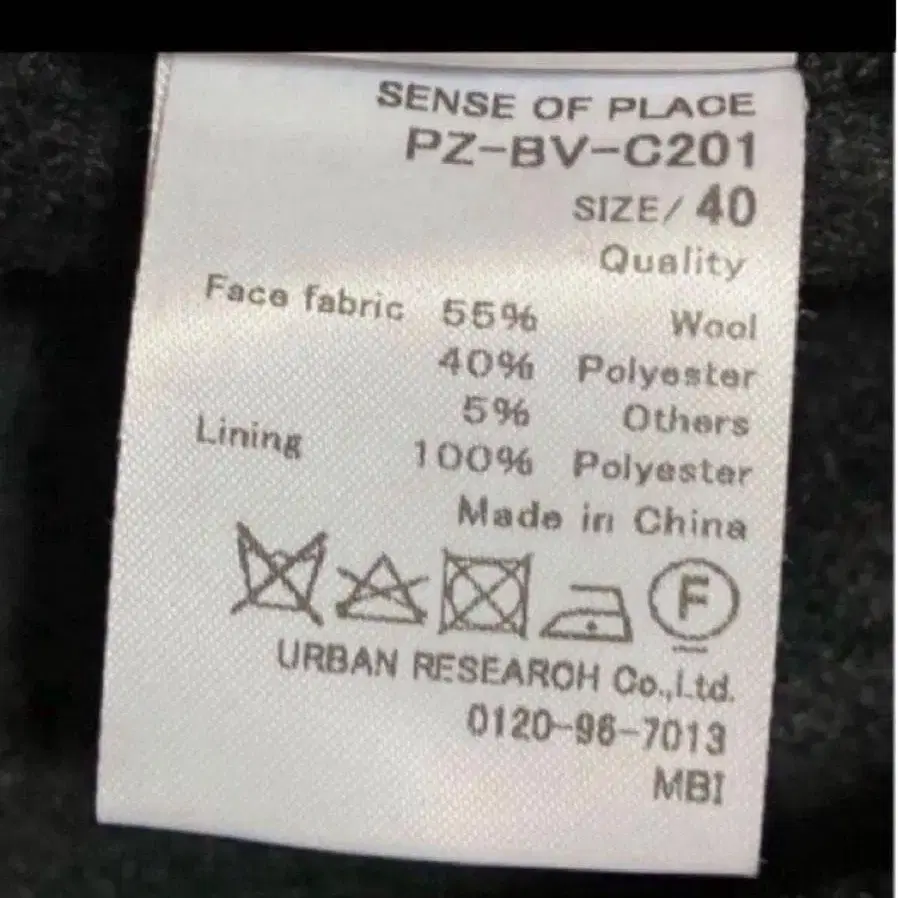 SENSE OF PLACE
PZ-BV-C201
SIZE/ 40
Quality
Face fabric 55% Wool
40% Polyester
5% Others
Lining 100% Polyester
Made in China
F
URBAN RESEARCH Co.,Ltd.
0120-96-7013
MBI